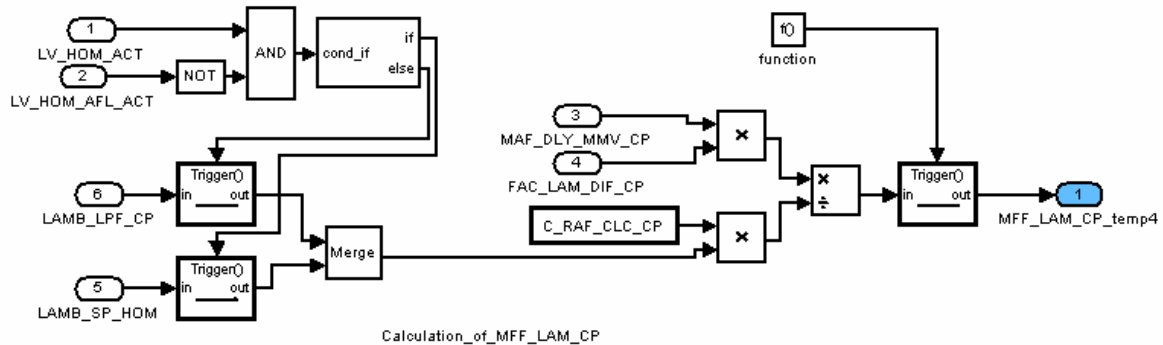 1
LV_HOM_ACT
2
LV_HOM_AFL_ACT
NOT
AND
cond_if
if
else
f()
function
3
MAF_DLY_MMV_CP
4
FAC_LAM_DIF_CP
×
C_RAF_CLC_CP
×
×
÷
6
LAMB_LPF_CP
Trigger()
in
out
5
LAMB_SP_HOM
Trigger()
in
out
Merge
Trigger()
in
out
1
MFF_LAM_CP_temp4
Calculation_of_MFF_LAM_CP